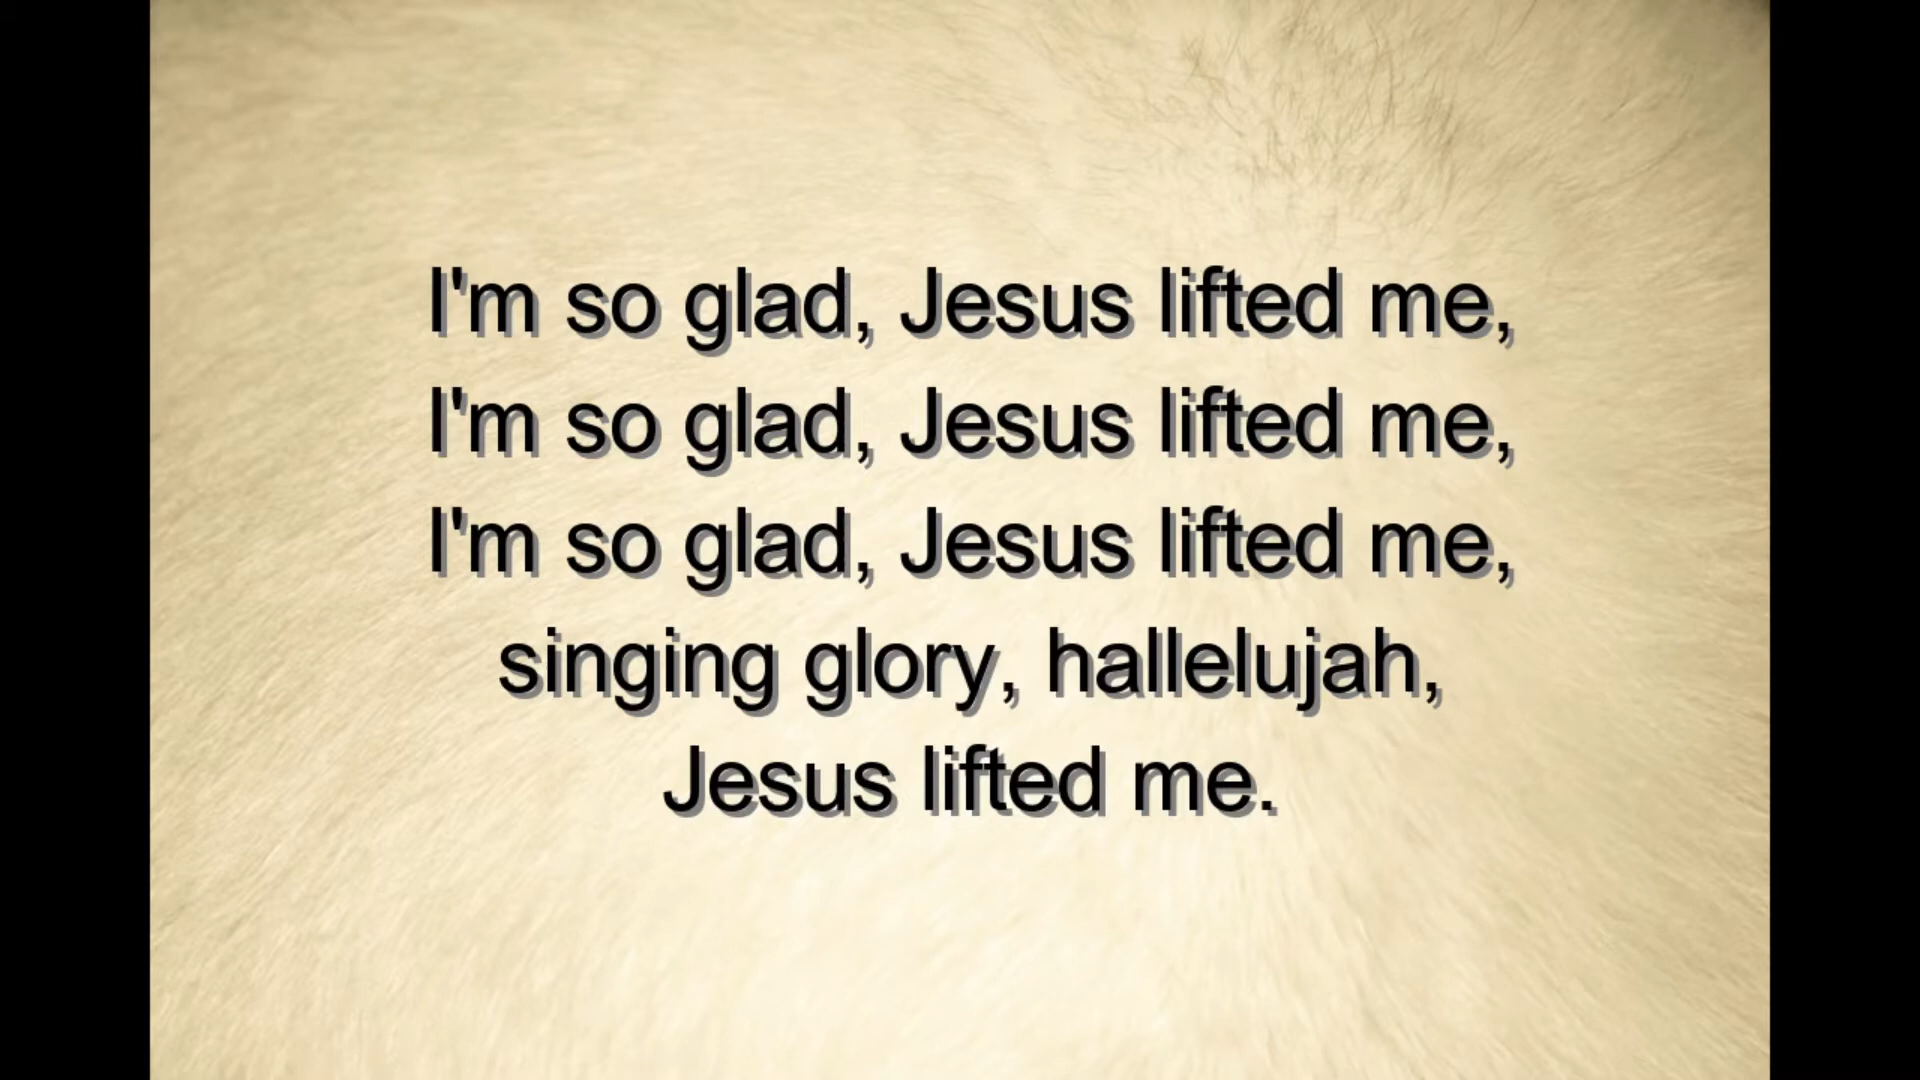 I'm so glad, Jesus lifted me,
I'm so glad, Jesus lifted me,
I'm so glad, Jesus lifted me,
singing glory, hallelujah,
Jesus lifted me.